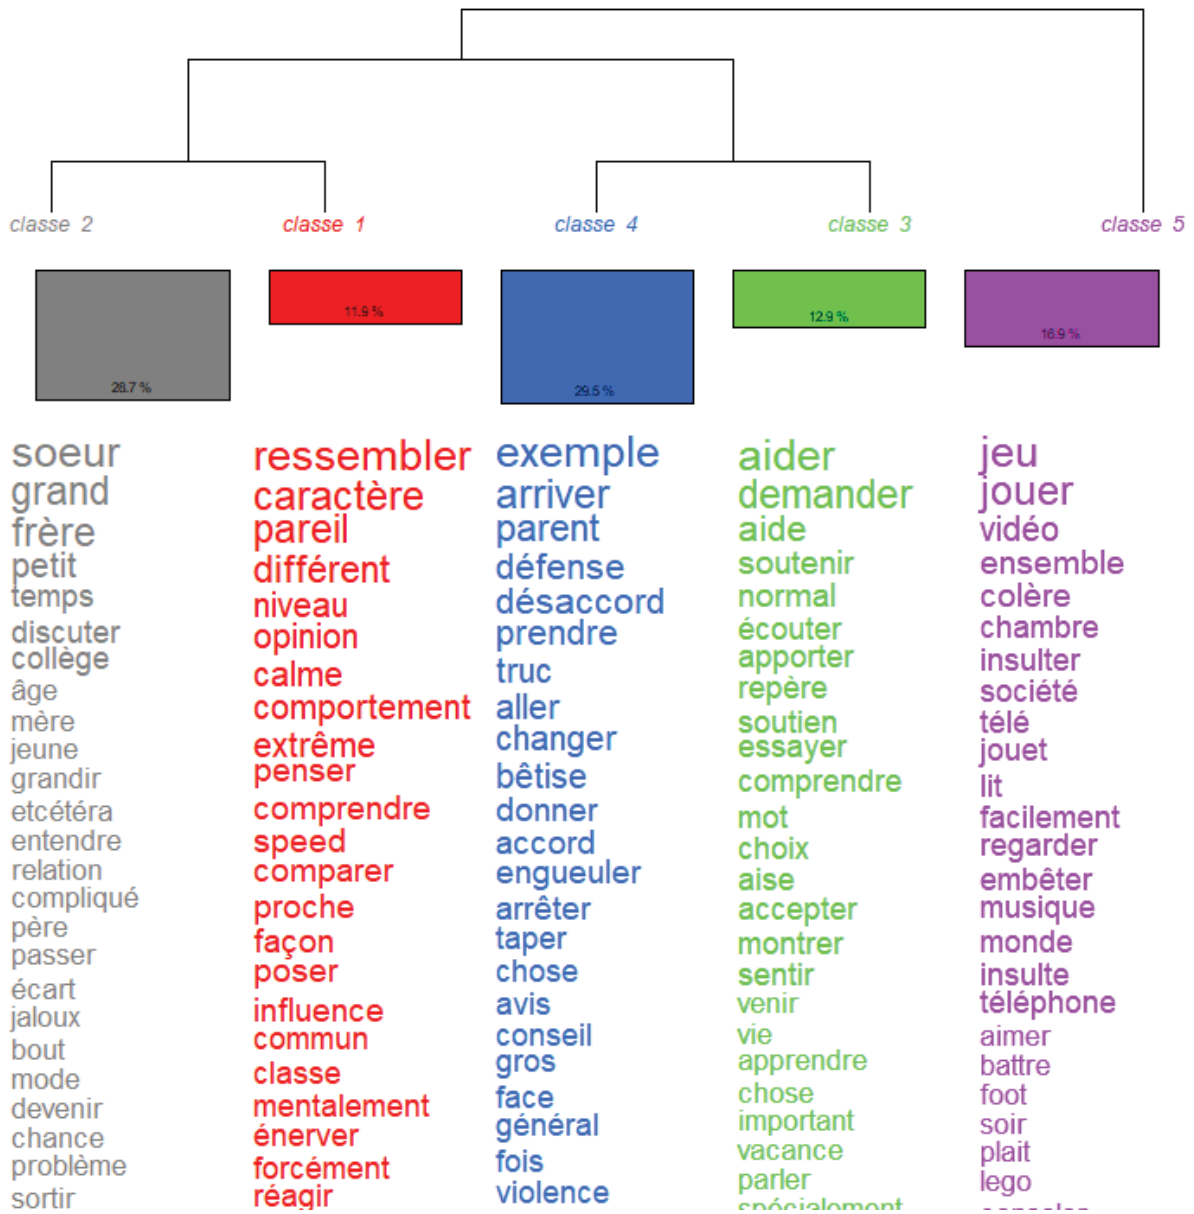 classe 2
classe 1
classe 4
classe 3
classe 5
28.7 %
11.9 %
29.5 %
12.9 %
16.9 %
soeur
grand
frère
petit
temps
discuter
collège
âge
mère
jeune
grandir
etcétéra
entendre
relation
compliqué
père
passer
écart
jaloux
bout
mode
devenir
chance
problème
sortir
ressembler
caractère
pareil
différent
niveau
opinion
calme
comportement
extrême
penser
comprendre
speed
comparer
proche
façon
poser
influence
commun
classe
mentalement
énerver
forcément
réagir
exemple
arriver
parent
défense
désaccord
prendre
truc
aller
changer
bêtise
donner
accord
engueuler
arrêter
taper
chose
avis
conseil
gros
face
général
fois
violence
aider
demander
aide
soutenir
normal
écouter
apporter
repère
soutien
essayer
comprendre
mot
choix
aise
accepter
montrer
sentir
venir
vie
apprendre
chose
important
vacance
parler
spécialement
jeu
jouer
vidéo
ensemble
colère
chambre
insulter
société
télé
jouet
lit
facilement
regarder
embêter
musique
monde
insulte
téléphone
aimer
battre
foot
soir
plait
lego